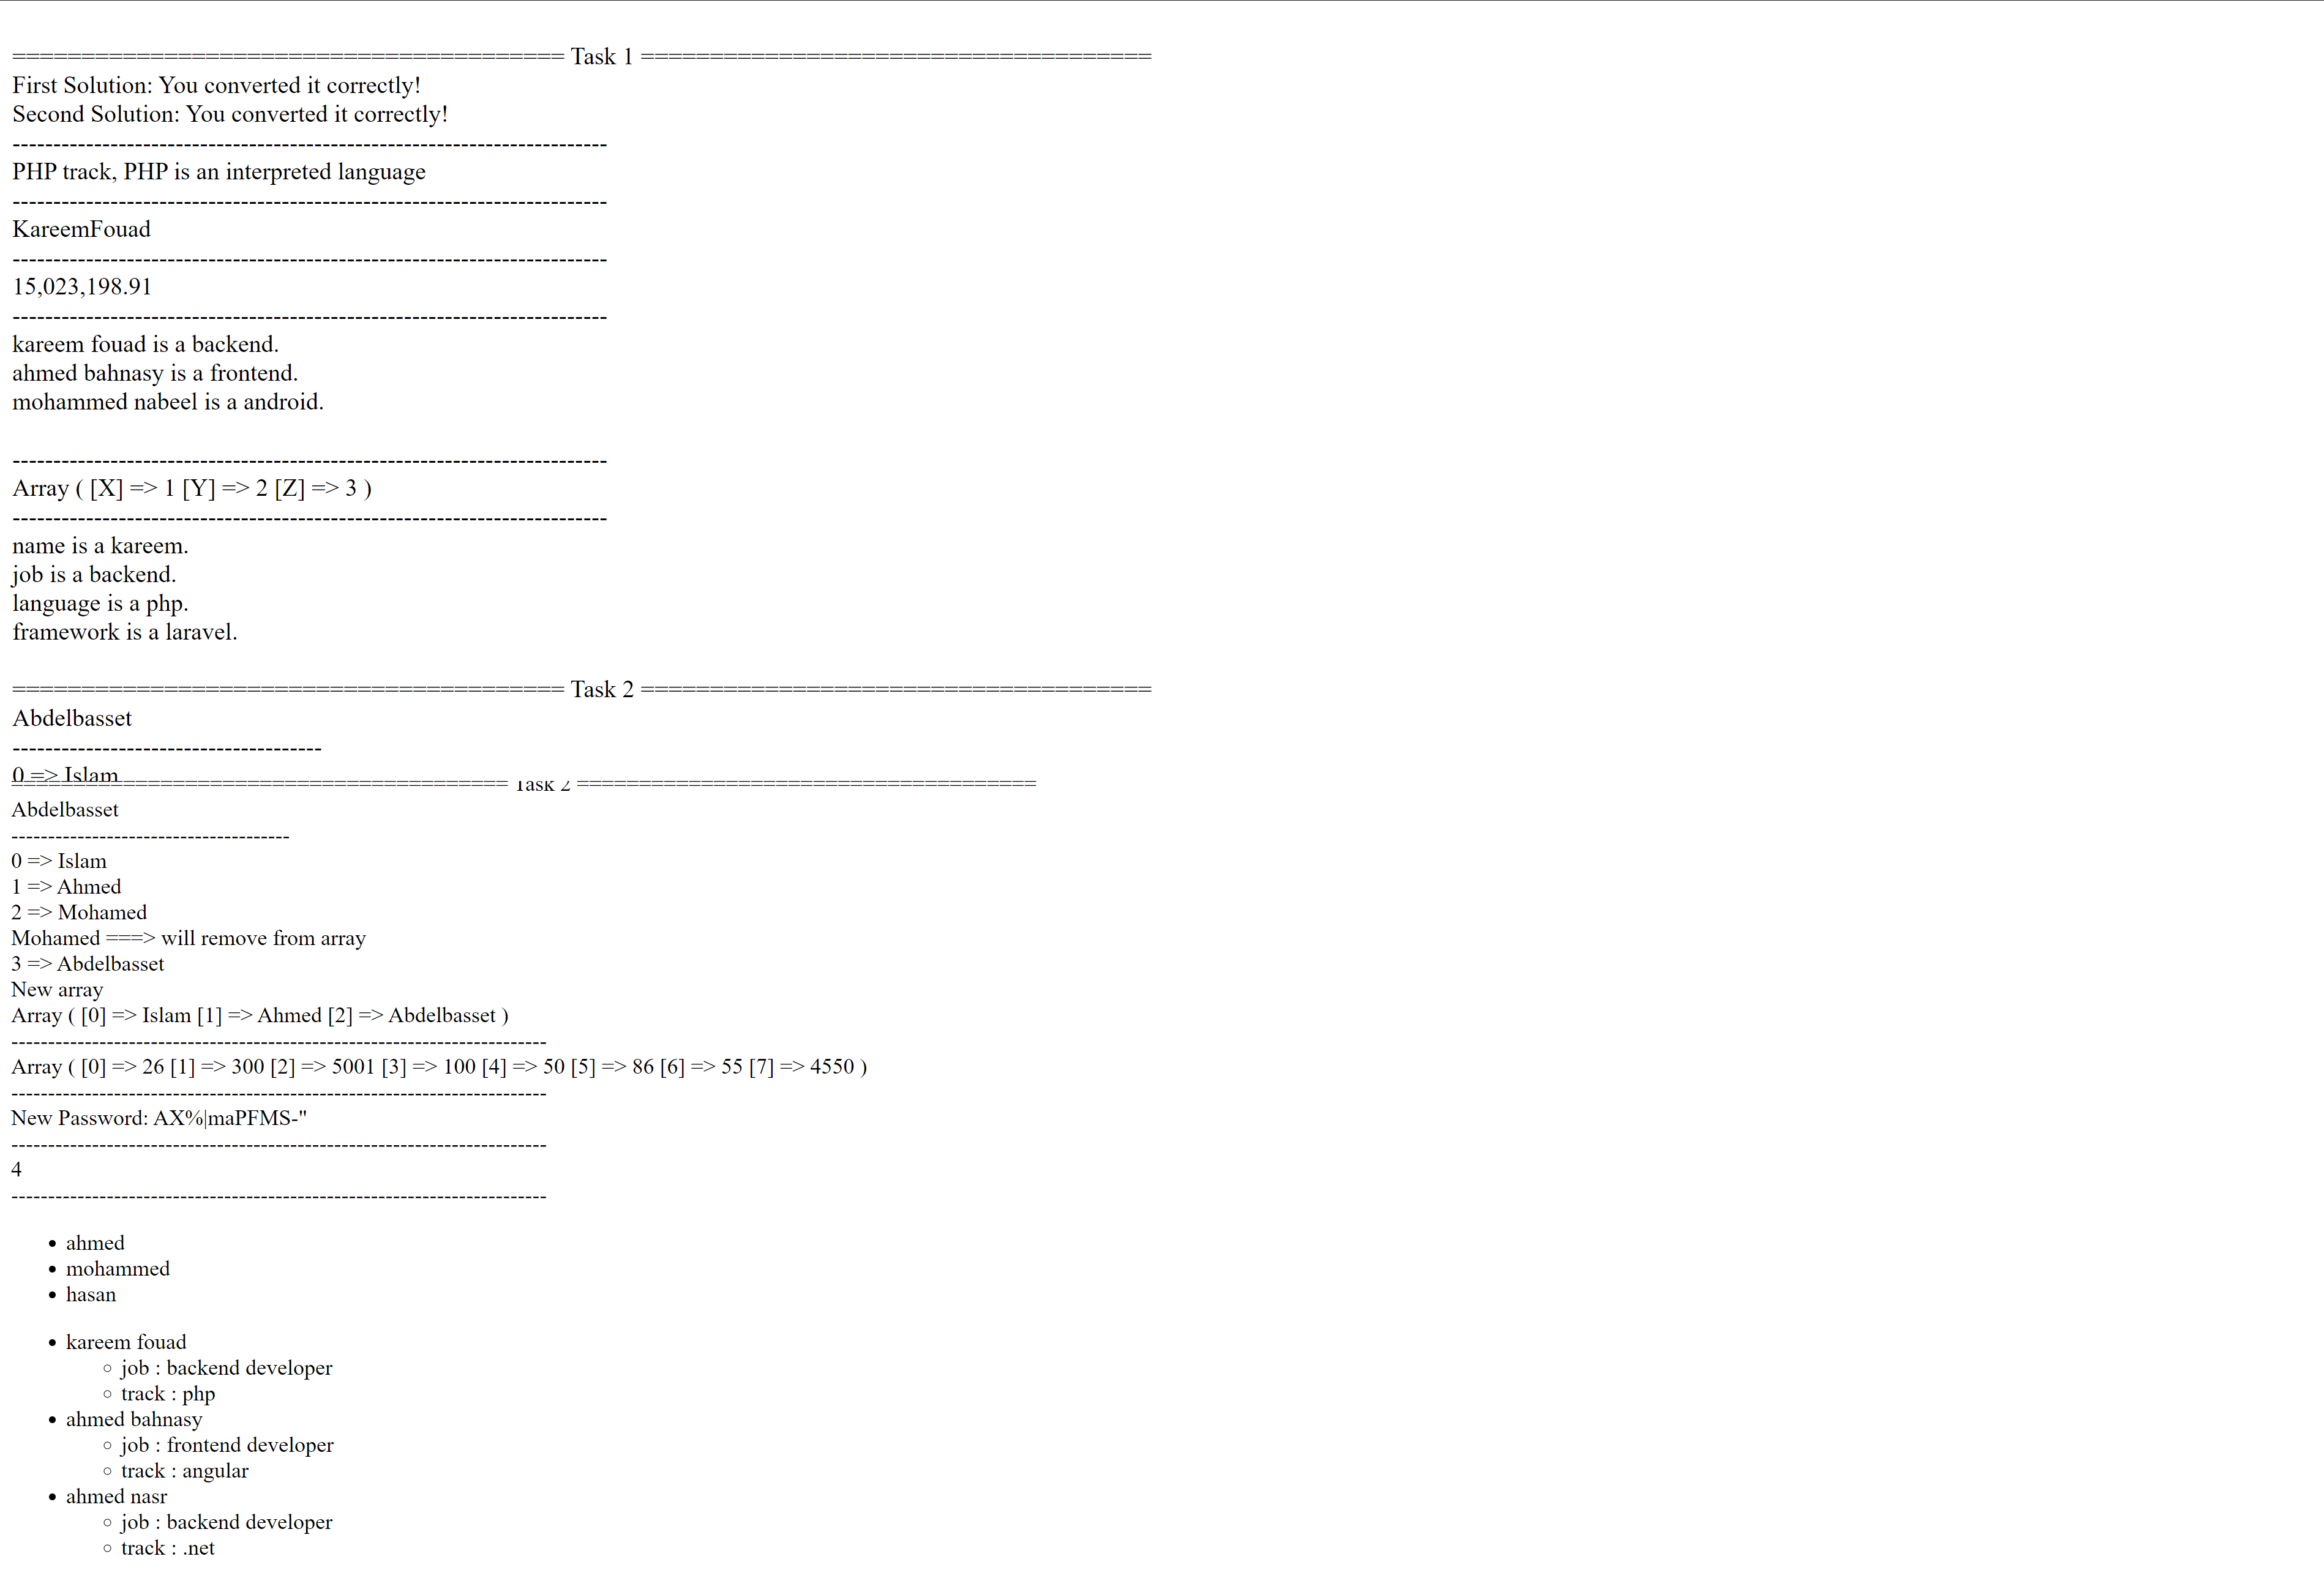 ======================================== Task 1 =====================================
First Solution: You converted it correctly!
Second Solution: You converted it correctly!
-------------------------------------------------------------------------
PHP track, PHP is an interpreted language
-------------------------------------------------------------------------
KareemFouad
-------------------------------------------------------------------------
15,023,198.91
-------------------------------------------------------------------------
kareem fouad is a backend.
ahmed bahnasy is a frontend.
mohammed nabeel is a android.
-------------------------------------------------------------------------
Array ( [X] => 1 [Y] => 2 [Z] => 3 )
-------------------------------------------------------------------------
name is a kareem.
job is a backend.
language is a php.
framework is a laravel.
======================================== Task 2 =====================================
Abdelbasset
--------------------------------------
0 => Islam
======================================== Task 2 =====================================
Abdelbasset
--------------------------------------
0 => Islam
1 => Ahmed
2 => Mohamed
Mohamed ===> will remove from array
3 => Abdelbasset
New array
Array ( [0] => Islam [1] => Ahmed [2] => Abdelbasset )
-------------------------------------------------------------------------
Array ( [0] => 26 [1] => 300 [2] => 5001 [3] => 100 [4] => 50 [5] => 86 [6] => 55 [7] => 4550 )
-------------------------------------------------------------------------
New Password: AX%|maPFMS-"
-------------------------------------------------------------------------
4
-------------------------------------------------------------------------
• ahmed
• mohammed
• hasan
• kareem fouad
◦ job : backend developer
◦ track : php
• ahmed bahnasy
◦ job : frontend developer
◦ track : angular
• ahmed nasr
◦ job : backend developer
◦ track : .net